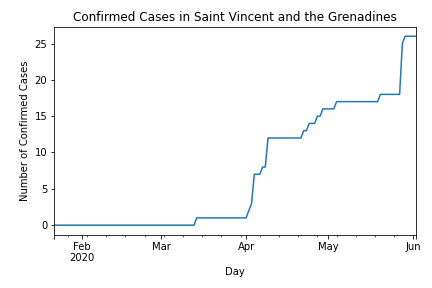 Confirmed Cases in Saint Vincent and the Grenadines
Number of Confirmed Cases
25
20
15
10
5
0
Feb Mar Apr May Jun
2020
Day